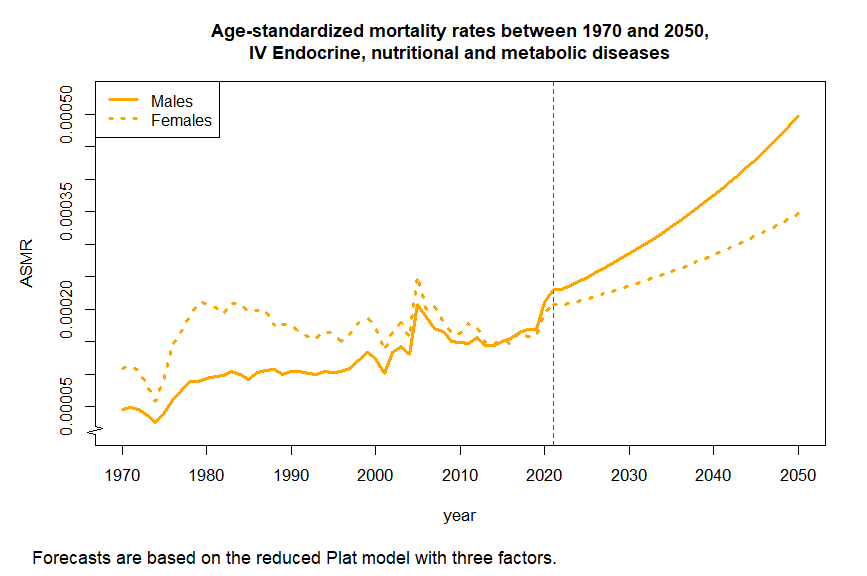 Age-standardized mortality rates between 1970 and 2050,
IV Endocrine, nutritional and metabolic diseases
Males
Females
0.00050
0.00035
0.00020
0.00005
ASMR
1970 1980 1990 2000 2010 2020 2030 2040 2050
year
Forecasts are based on the reduced Plat model with three factors.